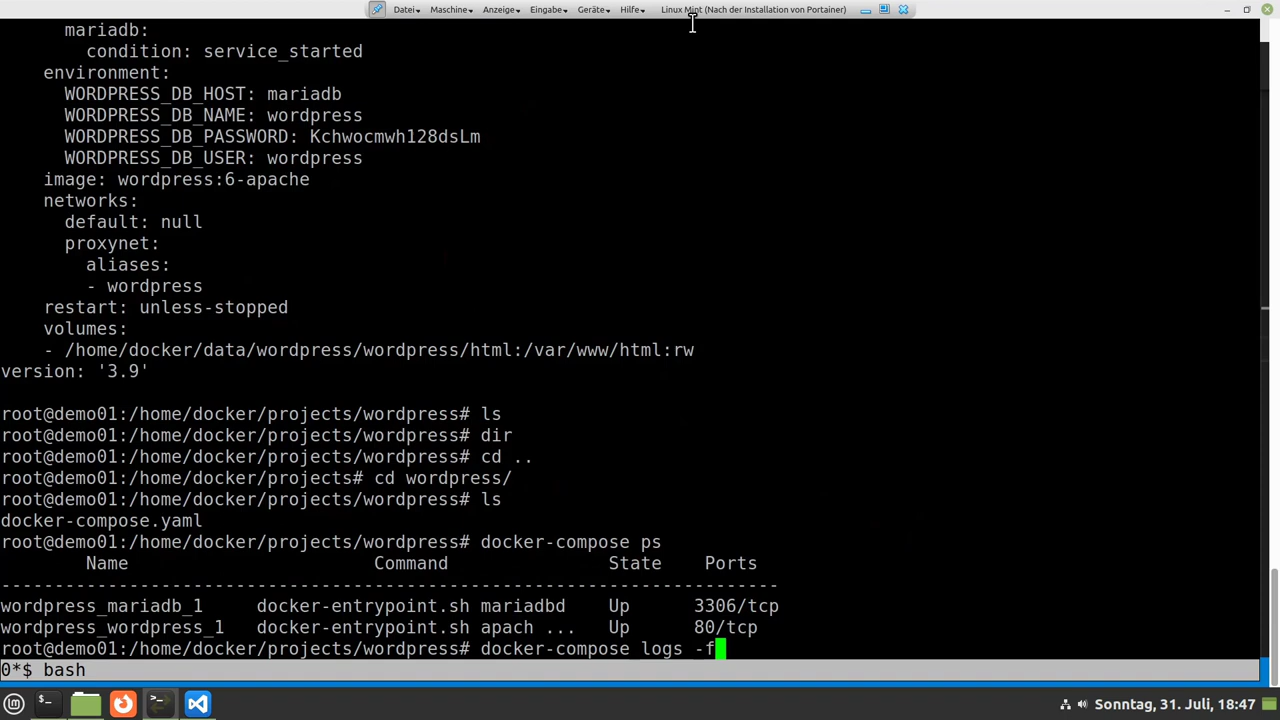 Datei Maschine Anzeige Eingabe Geräte Hilfe Linux Mint (Nach der Installation von Portainer)
mariadb:
condition: service_started
environment:
WORDPRESS_DB_HOST: mariadb
WORDPRESS_DB_NAME: wordpress
WORDPRESS_DB_PASSWORD: Kchwocmwh128dsLm
WORDPRESS_DB_USER: wordpress
image: wordpress:6-apache
networks:
default: null
proxynet:
aliases:
- wordpress
restart: unless-stopped
volumes:
- /home/docker/data/wordpress/wordpress/html:/var/www/html:rw
version: '3.9'
root@demo01:/home/docker/projects/wordpress# ls
root@demo01:/home/docker/projects/wordpress# dir
root@demo01:/home/docker/projects/wordpress# cd ..
root@demo01:/home/docker/projects# cd wordpress/
root@demo01:/home/docker/projects/wordpress# ls
docker-compose.yaml
root@demo01:/home/docker/projects/wordpress# docker-compose ps
Name Command State Ports
-------------------------------------------------------------------------
wordpress_mariadb_1 docker-entrypoint.sh mariadbd Up 3306/tcp
wordpress_wordpress_1 docker-entrypoint.sh apach ... Up 80/tcp
root@demo01:/home/docker/projects/wordpress# docker-compose logs -f
0*$ bash
Sonntag, 31. Juli, 18:47